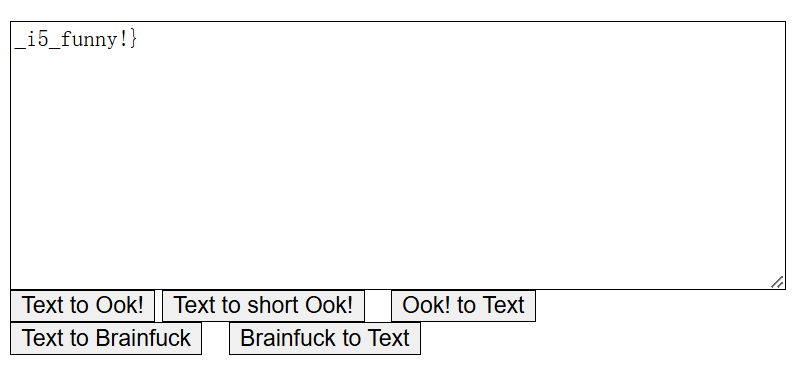 _i5_funny!}
Text to Ook! Text to short Ook! Ook! to Text
Text to Brainfuck Brainfuck to Text